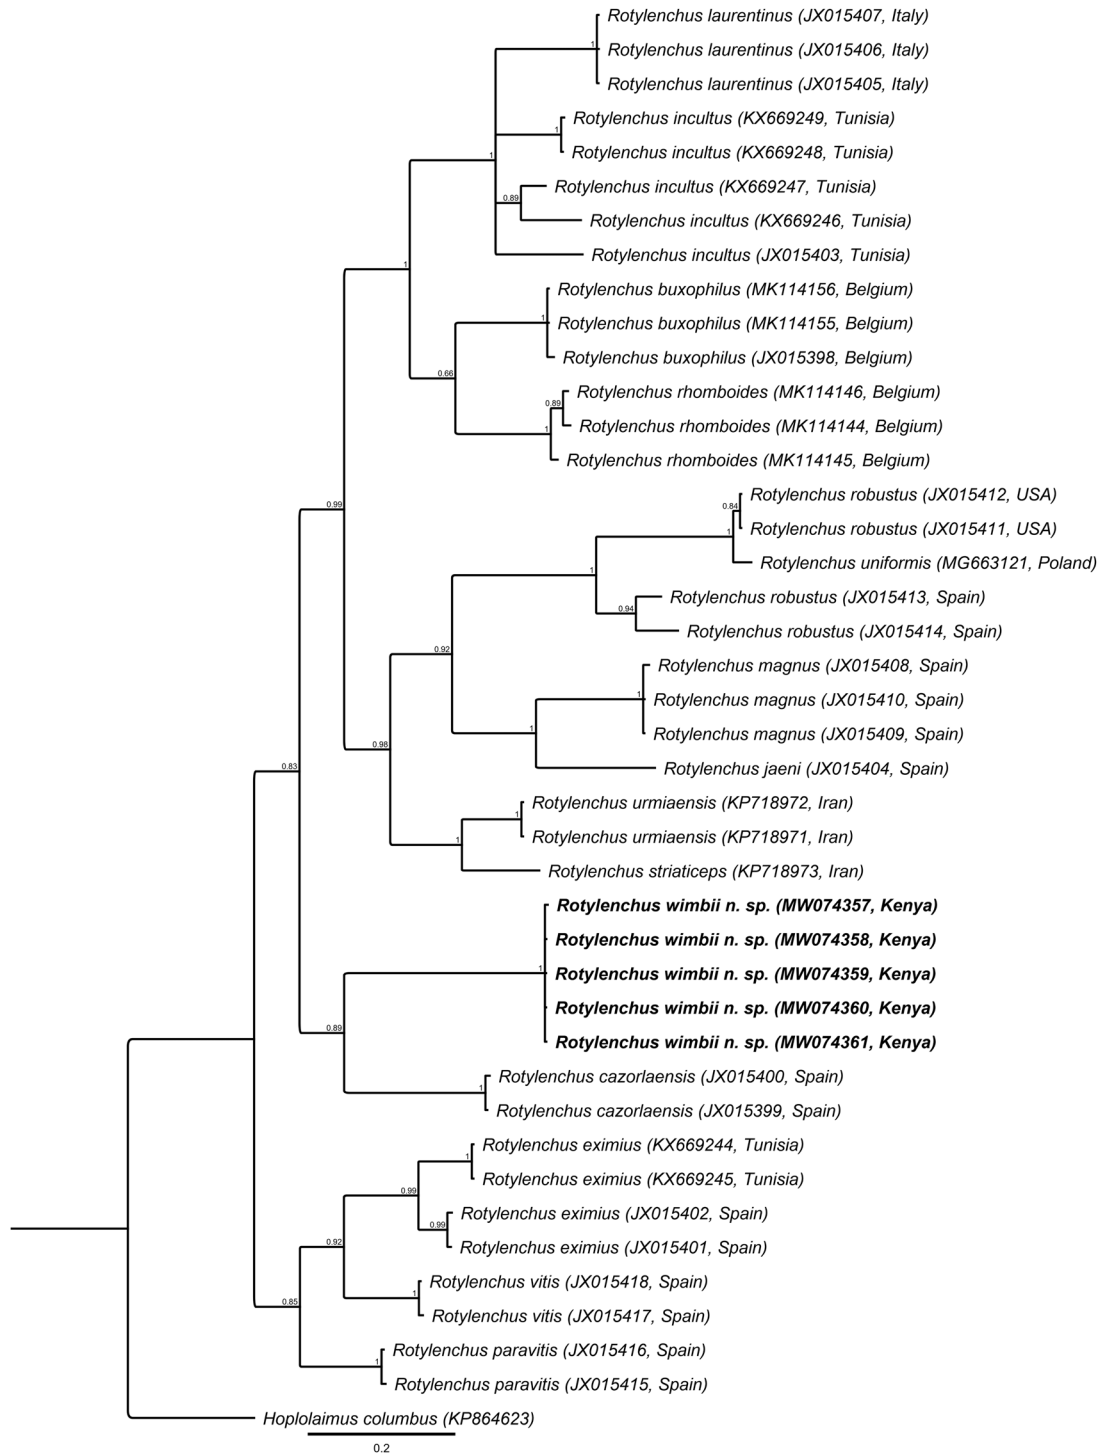 Rotylenchus laurentinus (JX015407, Italy)
1
Rotylenchus laurentinus (JX015406, Italy)
Rotylenchus laurentinus (JX015405, Italy)
Rotylenchus incultus (KX669249, Tunisia)
1
Rotylenchus incultus (KX669248, Tunisia)
1
Rotylenchus incultus (KX669247, Tunisia)
0.89
Rotylenchus incultus (KX669246, Tunisia)
Rotylenchus incultus (JX015403, Tunisia)
1
Rotylenchus buxophilus (MK114156, Belgium)
1
Rotylenchus buxophilus (MK114155, Belgium)
Rotylenchus buxophilus (JX015398, Belgium)
0.66
Rotylenchus rhomboides (MK114146, Belgium)
0.89
Rotylenchus rhomboides (MK114144, Belgium)
1
Rotylenchus rhomboides (MK114145, Belgium)
Rotylenchus robustus (JX015412, USA)
0.99
0.84
Rotylenchus robustus (JX015411, USA)
1
Rotylenchus uniformis (MG663121, Poland)
1
Rotylenchus robustus (JX015413, Spain)
0.94
Rotylenchus robustus (JX015414, Spain)
0.92
Rotylenchus magnus (JX015408, Spain)
1
Rotylenchus magnus (JX015410, Spain)
1
Rotylenchus magnus (JX015409, Spain)
0.98
Rotylenchus jaeni (JX015404, Spain)
0.83
Rotylenchus urmiaensis (KP718972, Iran)
1
Rotylenchus urmiaensis (KP718971, Iran)
1
Rotylenchus striaticeps (KP718973, Iran)
Rotylenchus wimbii n. sp. (MW074357, Kenya)
Rotylenchus wimbii n. sp. (MW074358, Kenya)
1
Rotylenchus wimbii n. sp. (MW074359, Kenya)
Rotylenchus wimbii n. sp. (MW074360, Kenya)
0.89
Rotylenchus wimbii n. sp. (MW074361, Kenya)
Rotylenchus cazorlaensis (JX015400, Spain)
1
Rotylenchus cazorlaensis (JX015399, Spain)
Rotylenchus eximius (KX669244, Tunisia)
1
Rotylenchus eximius (KX669245, Tunisia)
0.99
Rotylenchus eximius (JX015402, Spain)
0.99
Rotylenchus eximius (JX015401, Spain)
0.92
Rotylenchus vitis (JX015418, Spain)
1
Rotylenchus vitis (JX015417, Spain)
0.85
Rotylenchus paravitis (JX015416, Spain)
1
Rotylenchus paravitis (JX015415, Spain)
Hoplolaimus columbus (KP864623)
0.2